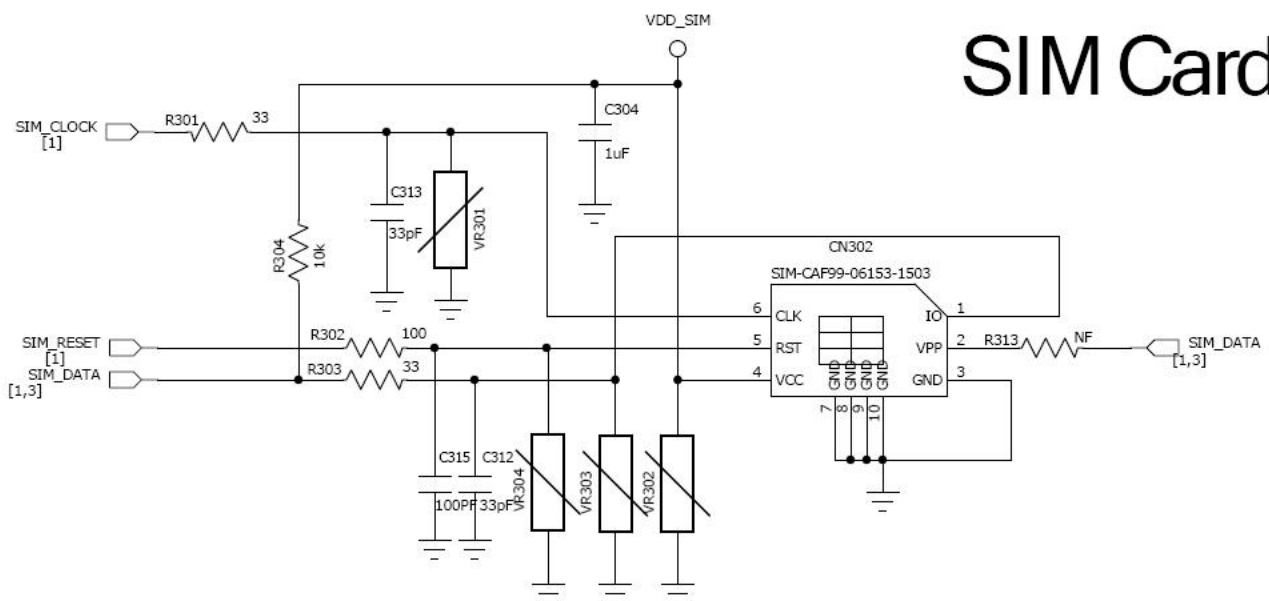 VDD_SIM
SIM Card
C304
1uF
R301
33
SIM_CLOCK
[1]
C313
33pF
VR301
R304
10k
CN302
SIM-CAF99-06153-1503
6
CLK
IO
1
SIM_RESET
[1]
R302
100
5
RST
VPP
2
R313
NF
SIM_DATA
[1,3]
SIM_DATA
[1,3]
R303
33
4
VCC
GND
3
GND
GND
GND
GND
7
8
9
10
C315
100PF
C312
33pF
VR304
VR303
VR302